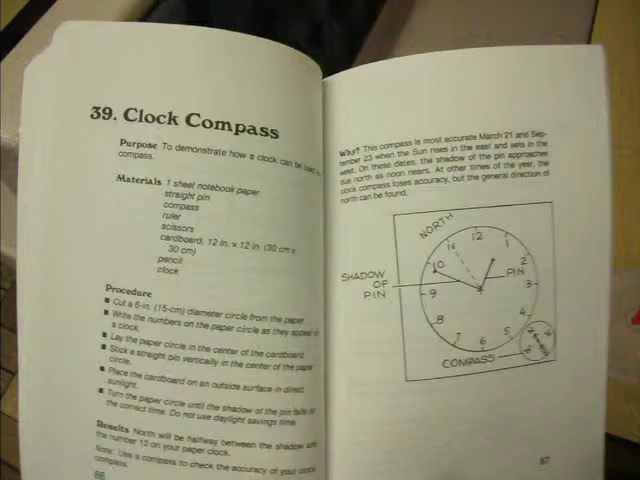 39. Clock Compass
Purpose To demonstrate how a clock can be used
compass.
Materials 1 sheet notebook paper
straight pin
compass
ruler
scissors
cardboard, 12 in. x 12 in. (30 cm x
30 cm)
pencil
clock
Procedure
■ Cut a 6-in. (15-cm) diameter circle from the paper.
■ Write the numbers on the paper circle as they appear
a clock.
■ Lay the paper circle in the center of the cardboard.
■ Stick a straight pin vertically in the center of the paper
circle.
■ Place the cardboard on an outside surface in direct
sunlight.
■ Turn the paper circle until the shadow of the pin falls
the correct time. Do not use daylight savings time.
Results North will be halfway between the shadow and
the number 12 on your paper clock.
Note: Use a compass to check the accuracy of your clock
compass.
86
Why? This compass is most accurate March 21 and Sep-
tember 23 when the Sun rises in the east and sets in the
west. On these dates, the shadow of the pin approaches
due north as noon nears. At other times of the year, the
clock compass loses accuracy, but the general direction of
north can be found.
NORTH
12
11
1
10
2
SHADOW
OF
PIN
PIN
9
3
8
4
7
5
6
COMPASS
87